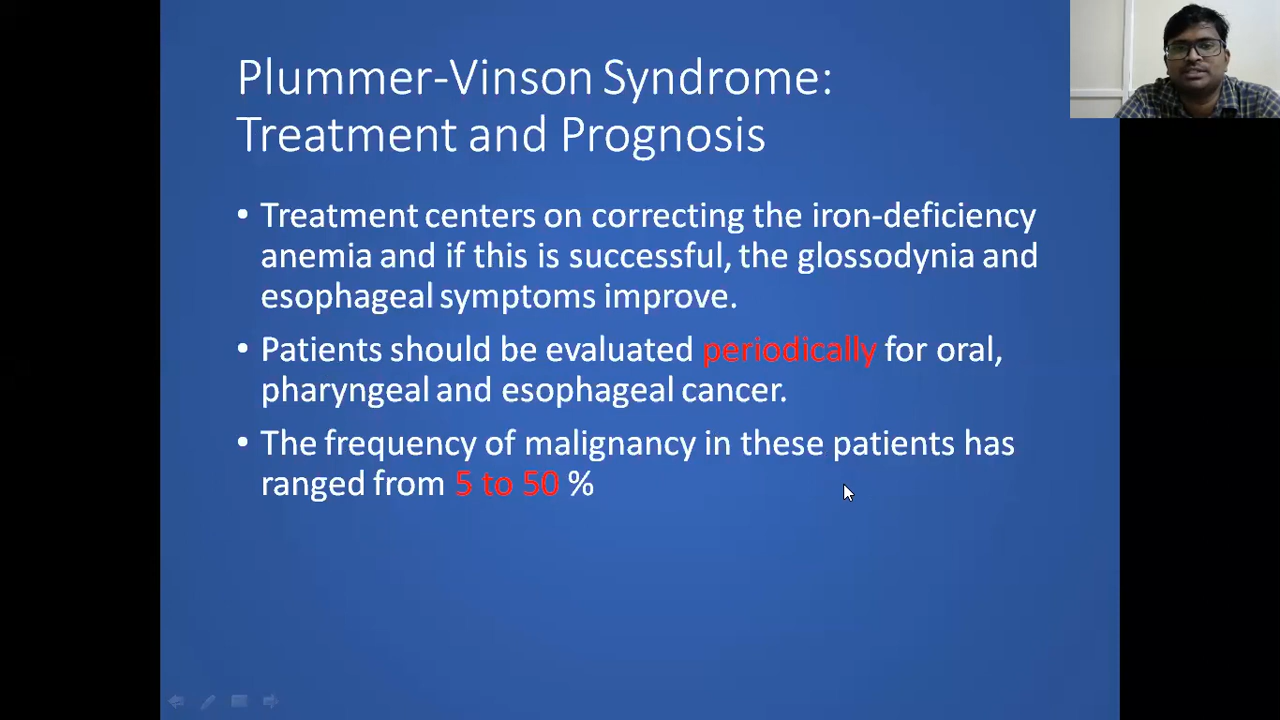 Plummer-Vinson Syndrome:
Treatment and Prognosis
• Treatment centers on correcting the iron-deficiency
anemia and if this is successful, the glossodynia and
esophageal symptoms improve.
• Patients should be evaluated periodically for oral,
pharyngeal and esophageal cancer.
• The frequency of malignancy in these patients has
ranged from 5 to 50 %